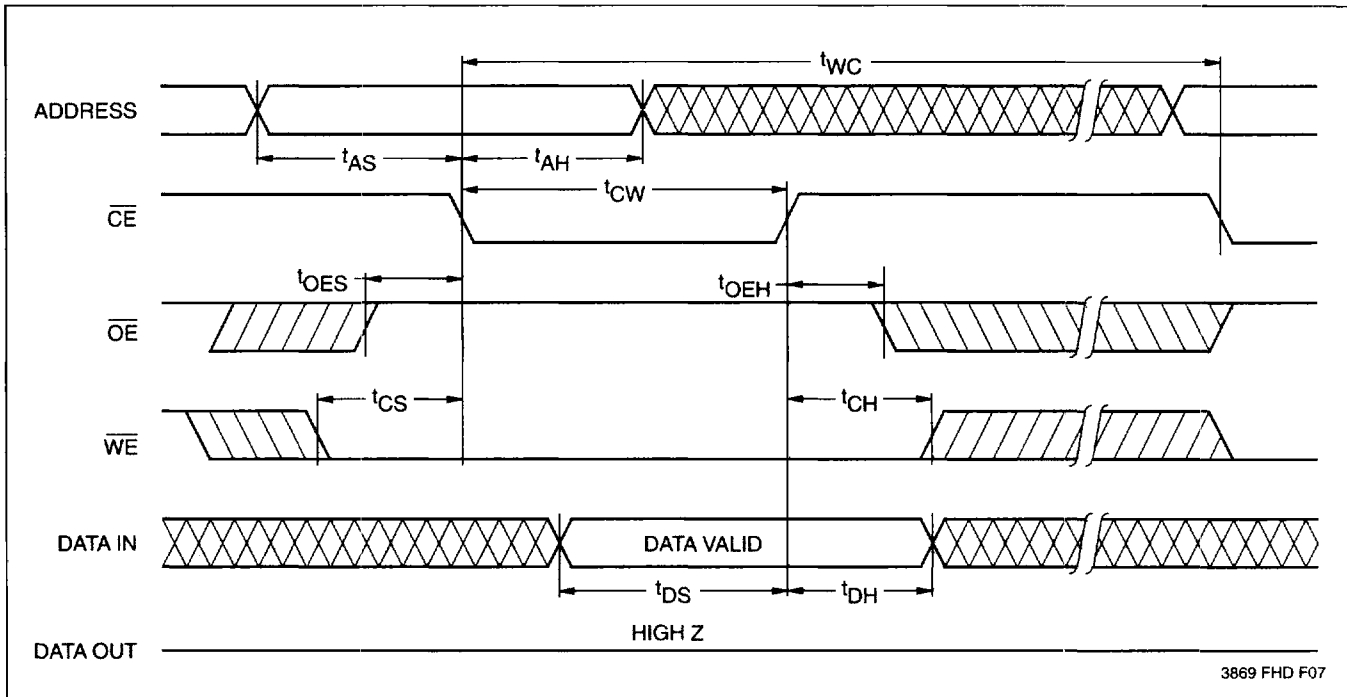 tWC
ADDRESS
tAS
tAH
tCW
CE
tOES
tOEH
OE
tCS
tCH
WE
DATA IN
DATA VALID
tDS
tDH
HIGH Z
DATA OUT
3869 FHD F07